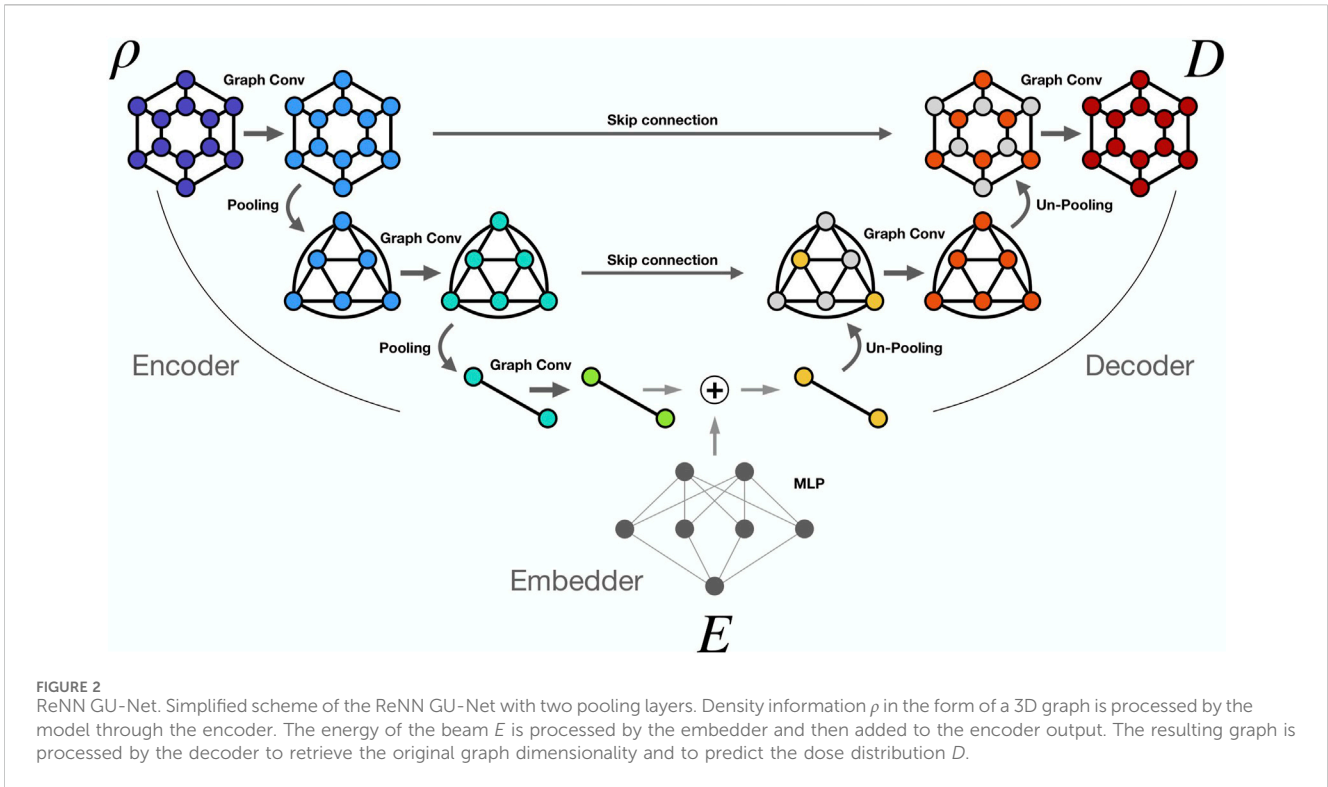 ρ
D
Graph Conv
Graph Conv
Skip connection
Pooling
Un-Pooling
Graph Conv
Graph Conv
Skip connection
Pooling
Un-Pooling
Graph Conv
Encoder
Decoder
+
MLP
Embedder
E
FIGURE 2
ReNN GU-Net. Simplified scheme of the ReNN GU-Net with two pooling layers. Density information ρ in the form of a 3D graph is processed by the
model through the encoder. The energy of the beam E is processed by the embedder and then added to the encoder output. The resulting graph is
processed by the decoder to retrieve the original graph dimensionality and to predict the dose distribution D.